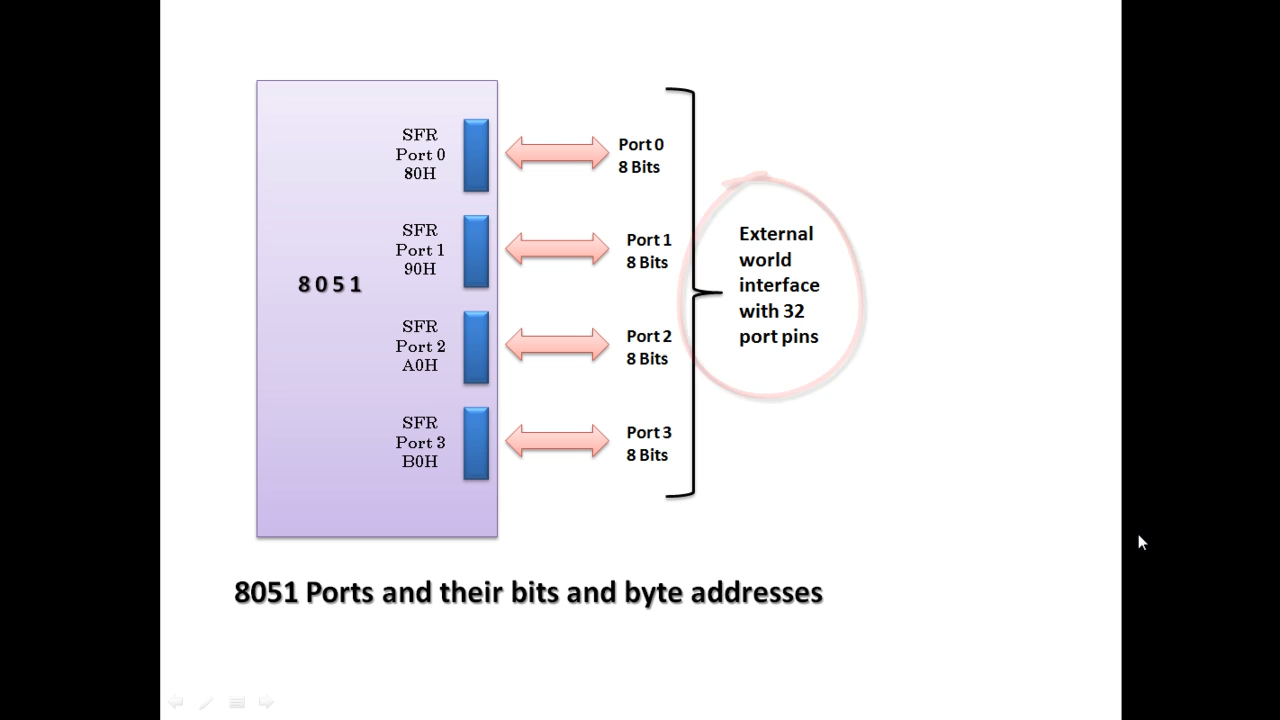 SFR
Port 0
80H
Port 0
8 Bits
SFR
Port 1
90H
Port 1
8 Bits
8051
External
world
interface
with 32
port pins
SFR
Port 2
A0H
Port 2
8 Bits
SFR
Port 3
B0H
Port 3
8 Bits
8051 Ports and their bits and byte addresses